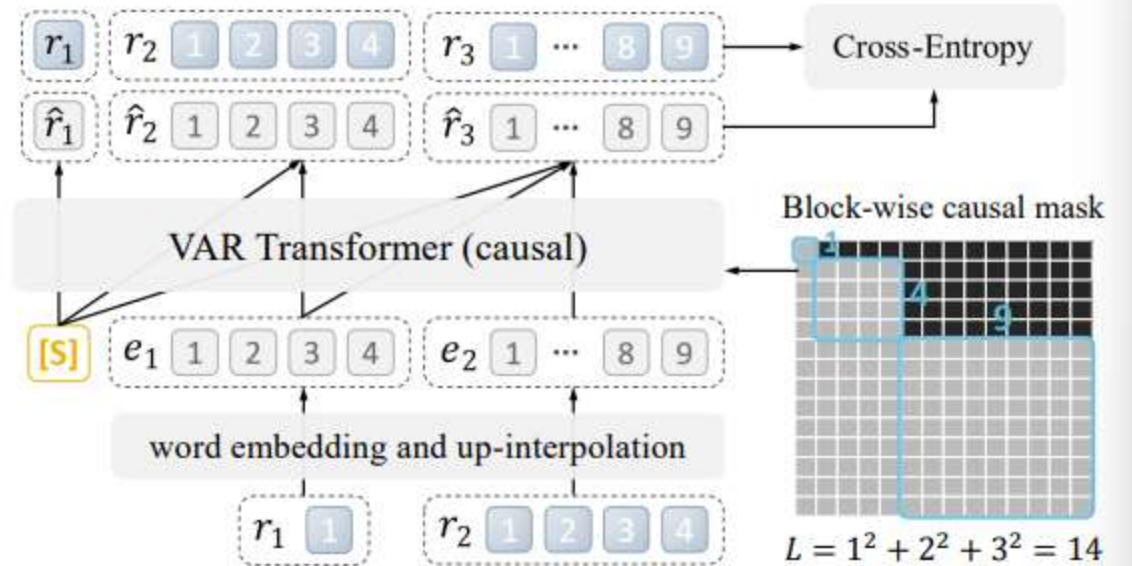 r₁ r₂ 1 2 3 4 r₃ 1 ··· 8 9 Cross-Entropy
r̂₁ r̂₂ 1 2 3 4 r̂₃ 1 ··· 8 9
VAR Transformer (causal)
[S] e₁ 1 2 3 4 e₂ 1 ··· 8 9
word embedding and up-interpolation
r₁ 1 r₂ 1 2 3 4
Block-wise causal mask
1
4
9
L = 1² + 2² + 3² = 14